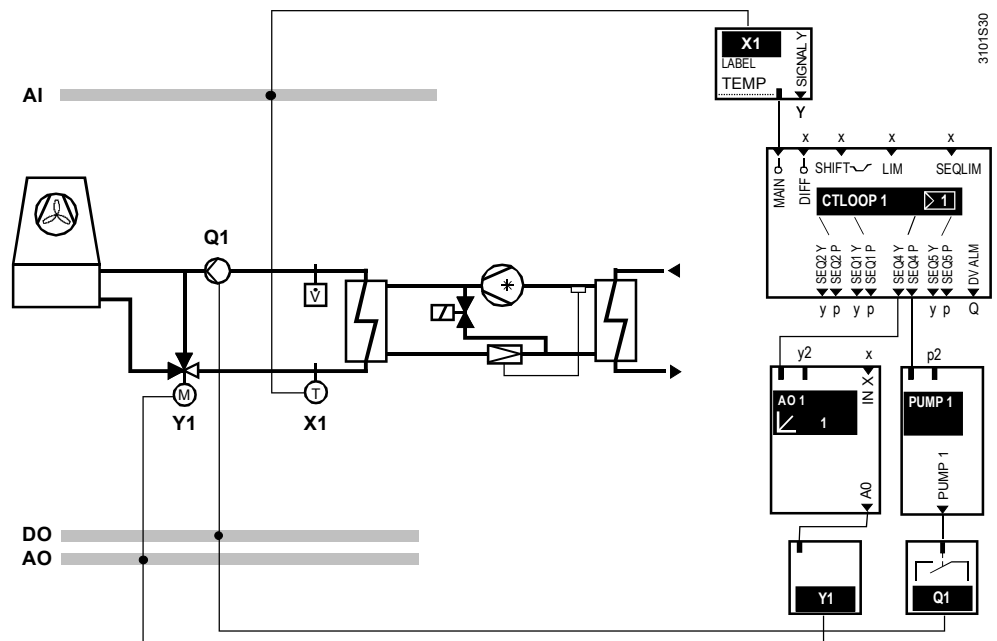 3101S30
X1
LABEL
TEMP
SIGNAL Y
Y
AI
x x x x
MAIN DIFF SHIFT LIM SEQLIM
CTLOOP 1 1
SEQ2 Y SEQ2 P SEQ1 Y SEQ1 P SEQ4 Y SEQ4 P SEQ5 Y SEQ5 P DV ALM
y p y p y p Q
Q1
V̇
M
T
Y1
X1
y2 x
AO 1
1
IN X
A0
p2
PUMP 1
PUMP 1
DO
AO
Y1
Q1